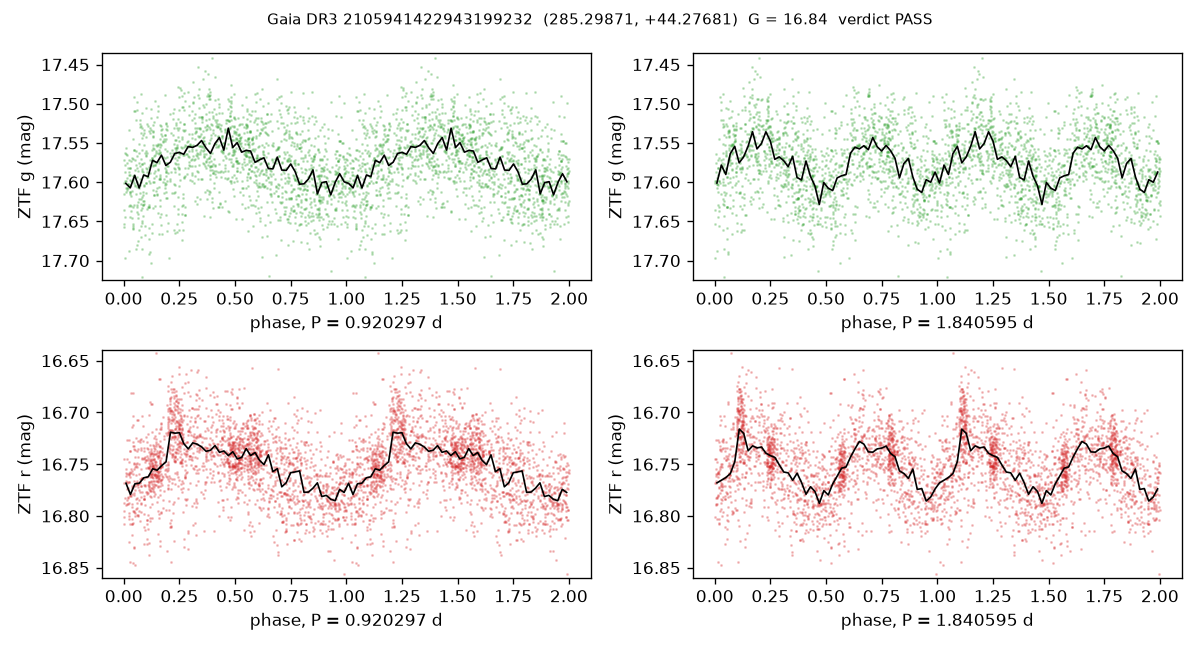 Gaia DR3 2105941422943199232 (285.29871, +44.27681) G = 16.84 verdict PASS
ZTF g (mag)
17.45
17.50
17.55
17.60
17.65
17.70
0.00 0.25 0.50 0.75 1.00 1.25 1.50 1.75 2.00
phase, P = 0.920297 d
ZTF g (mag)
17.45
17.50
17.55
17.60
17.65
17.70
0.00 0.25 0.50 0.75 1.00 1.25 1.50 1.75 2.00
phase, P = 1.840595 d
ZTF r (mag)
16.65
16.70
16.75
16.80
16.85
0.00 0.25 0.50 0.75 1.00 1.25 1.50 1.75 2.00
phase, P = 0.920297 d
ZTF r (mag)
16.65
16.70
16.75
16.80
16.85
0.00 0.25 0.50 0.75 1.00 1.25 1.50 1.75 2.00
phase, P = 1.840595 d